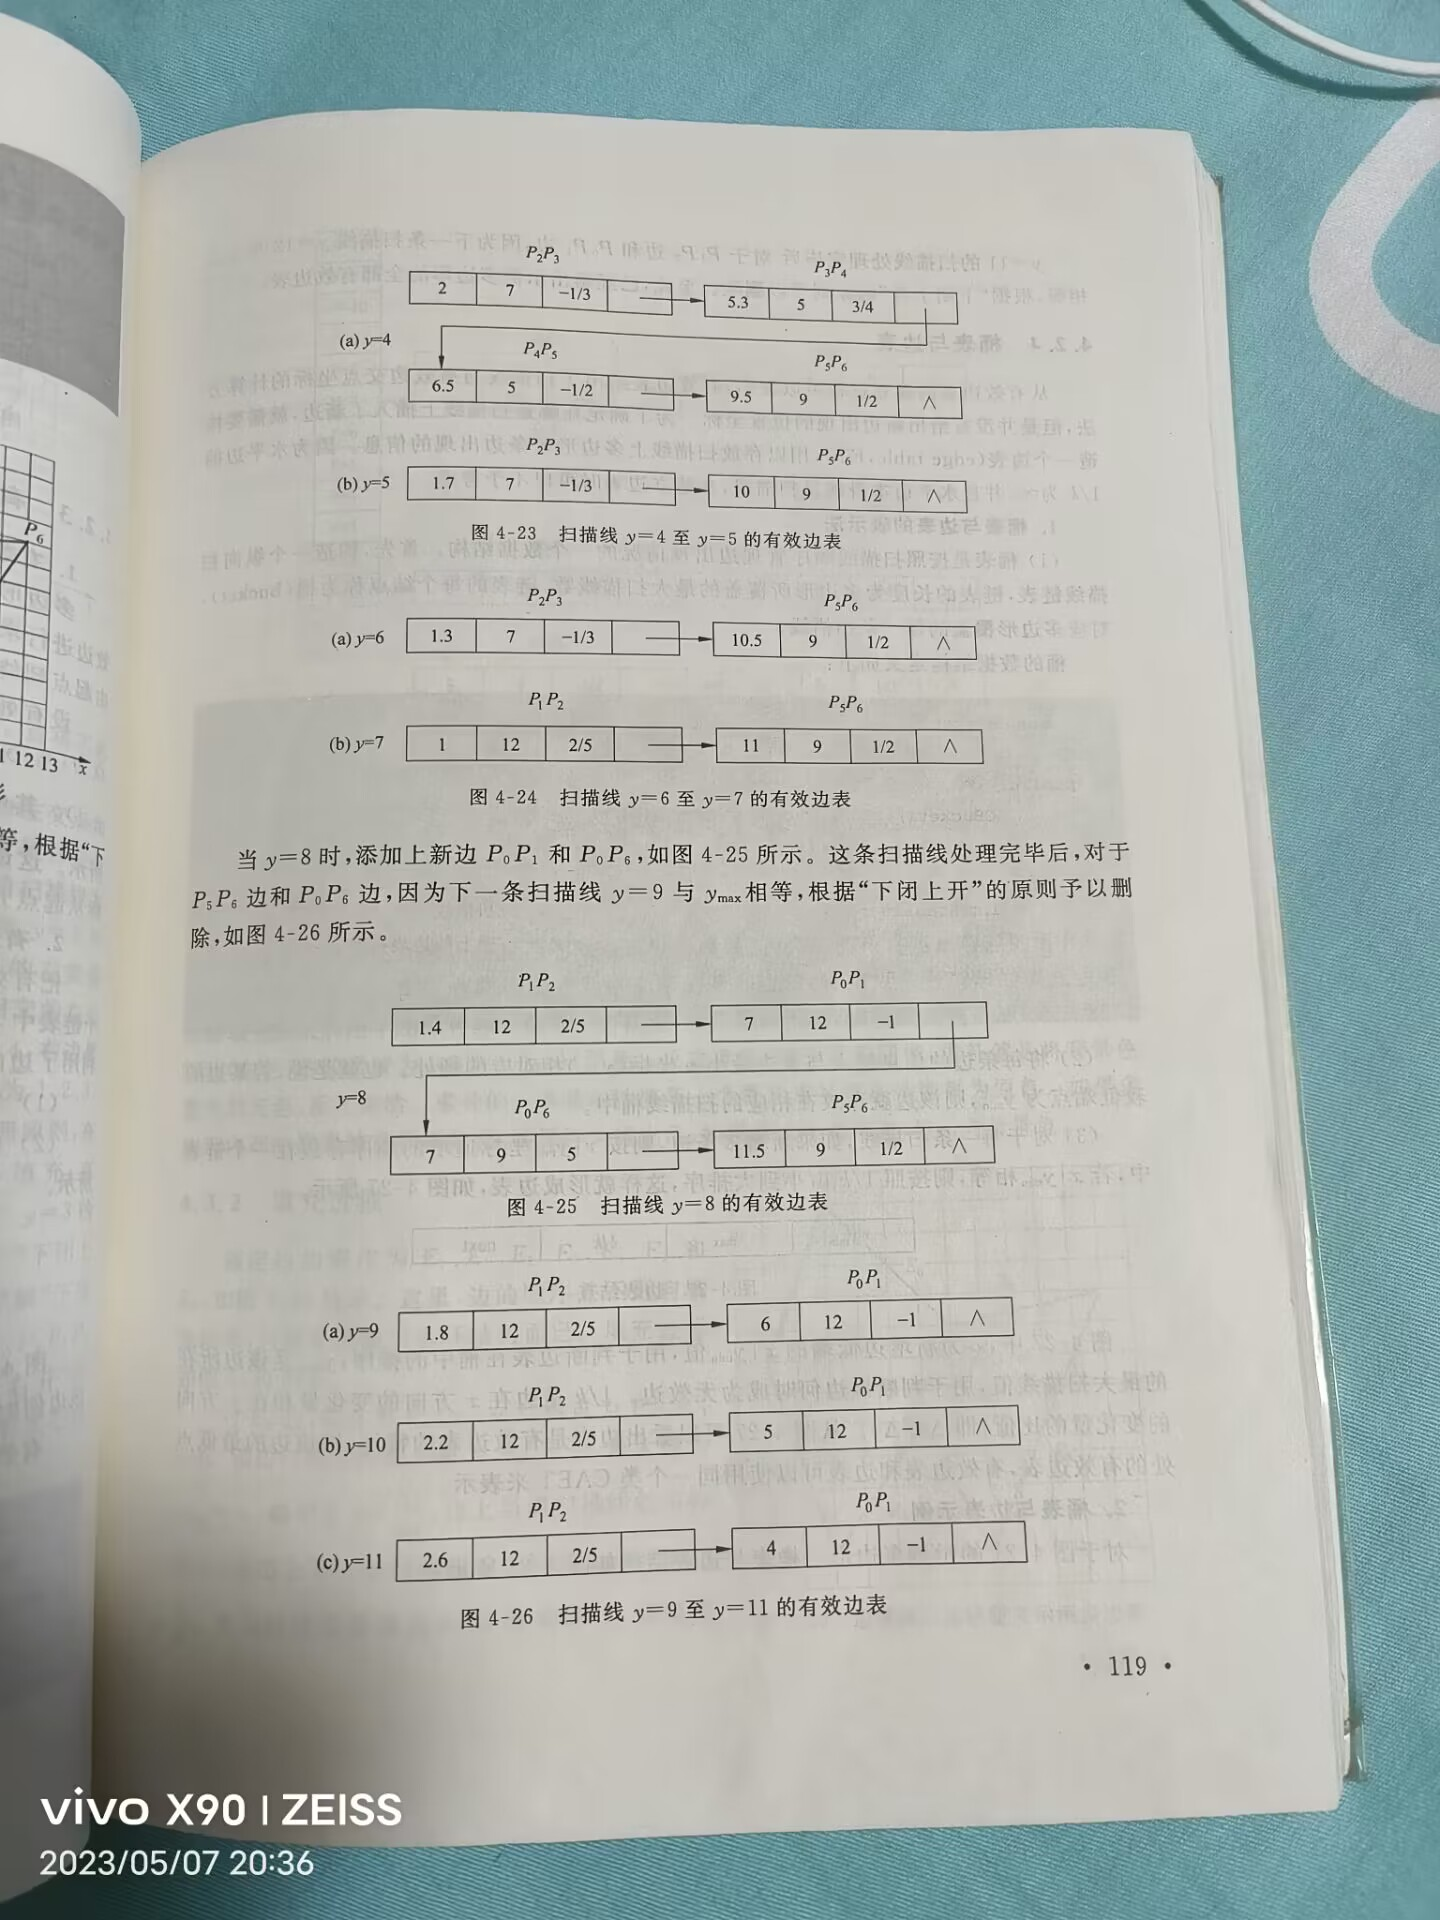 P₂P₃ P₃P₄
2 7 −1/3 5.3 5 3/4
(a) y=4
P₄P₅ P₅P₆
6.5 5 −1/2 9.5 9 1/2 ∧
P₂P₃ P₅P₆
(b) y=5 1.7 7 −1/3 10 9 1/2 ∧
图 4-23 扫描线 y=4 至 y=5 的有效边表
P₂P₃ P₅P₆
(a) y=6 1.3 7 −1/3 10.5 9 1/2 ∧
P₁P₂ P₅P₆
(b) y=7 1 12 2/5 11 9 1/2 ∧
图 4-24 扫描线 y=6 至 y=7 的有效边表
当 y=8 时,添加上新边 P₀P₁ 和 P₀P₆,如图 4-25 所示。这条扫描线处理完毕后,对于
P₅P₆ 边和 P₀P₆ 边,因为下一条扫描线 y=9 与 ymax 相等,根据“下闭上开”的原则予以删
除,如图 4-26 所示。
P₁P₂ P₀P₁
1.4 12 2/5 7 12 −1
y=8
P₀P₆ P₅P₆
7 9 5 11.5 9 1/2 ∧
图 4-25 扫描线 y=8 的有效边表
P₁P₂ P₀P₁
(a) y=9 1.8 12 2/5 6 12 −1 ∧
P₁P₂ P₀P₁
(b) y=10 2.2 12 2/5 5 12 −1 ∧
P₁P₂ P₀P₁
(c) y=11 2.6 12 2/5 4 12 −1 ∧
图 4-26 扫描线 y=9 至 y=11 的有效边表
• 119 •
P₆
12 13 x
等,根据“下
vivo X90 | ZEISS
2023/05/07 20:36